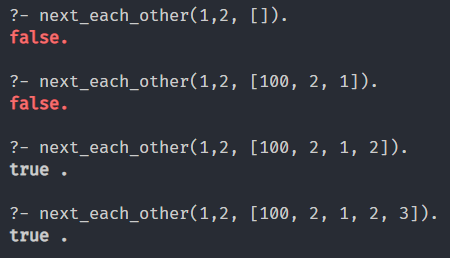 ?- next_each_other(1,2, []).
false.
?- next_each_other(1,2, [100, 2, 1]).
false.
?- next_each_other(1,2, [100, 2, 1, 2]).
true .
?- next_each_other(1,2, [100, 2, 1, 2, 3]).
true .